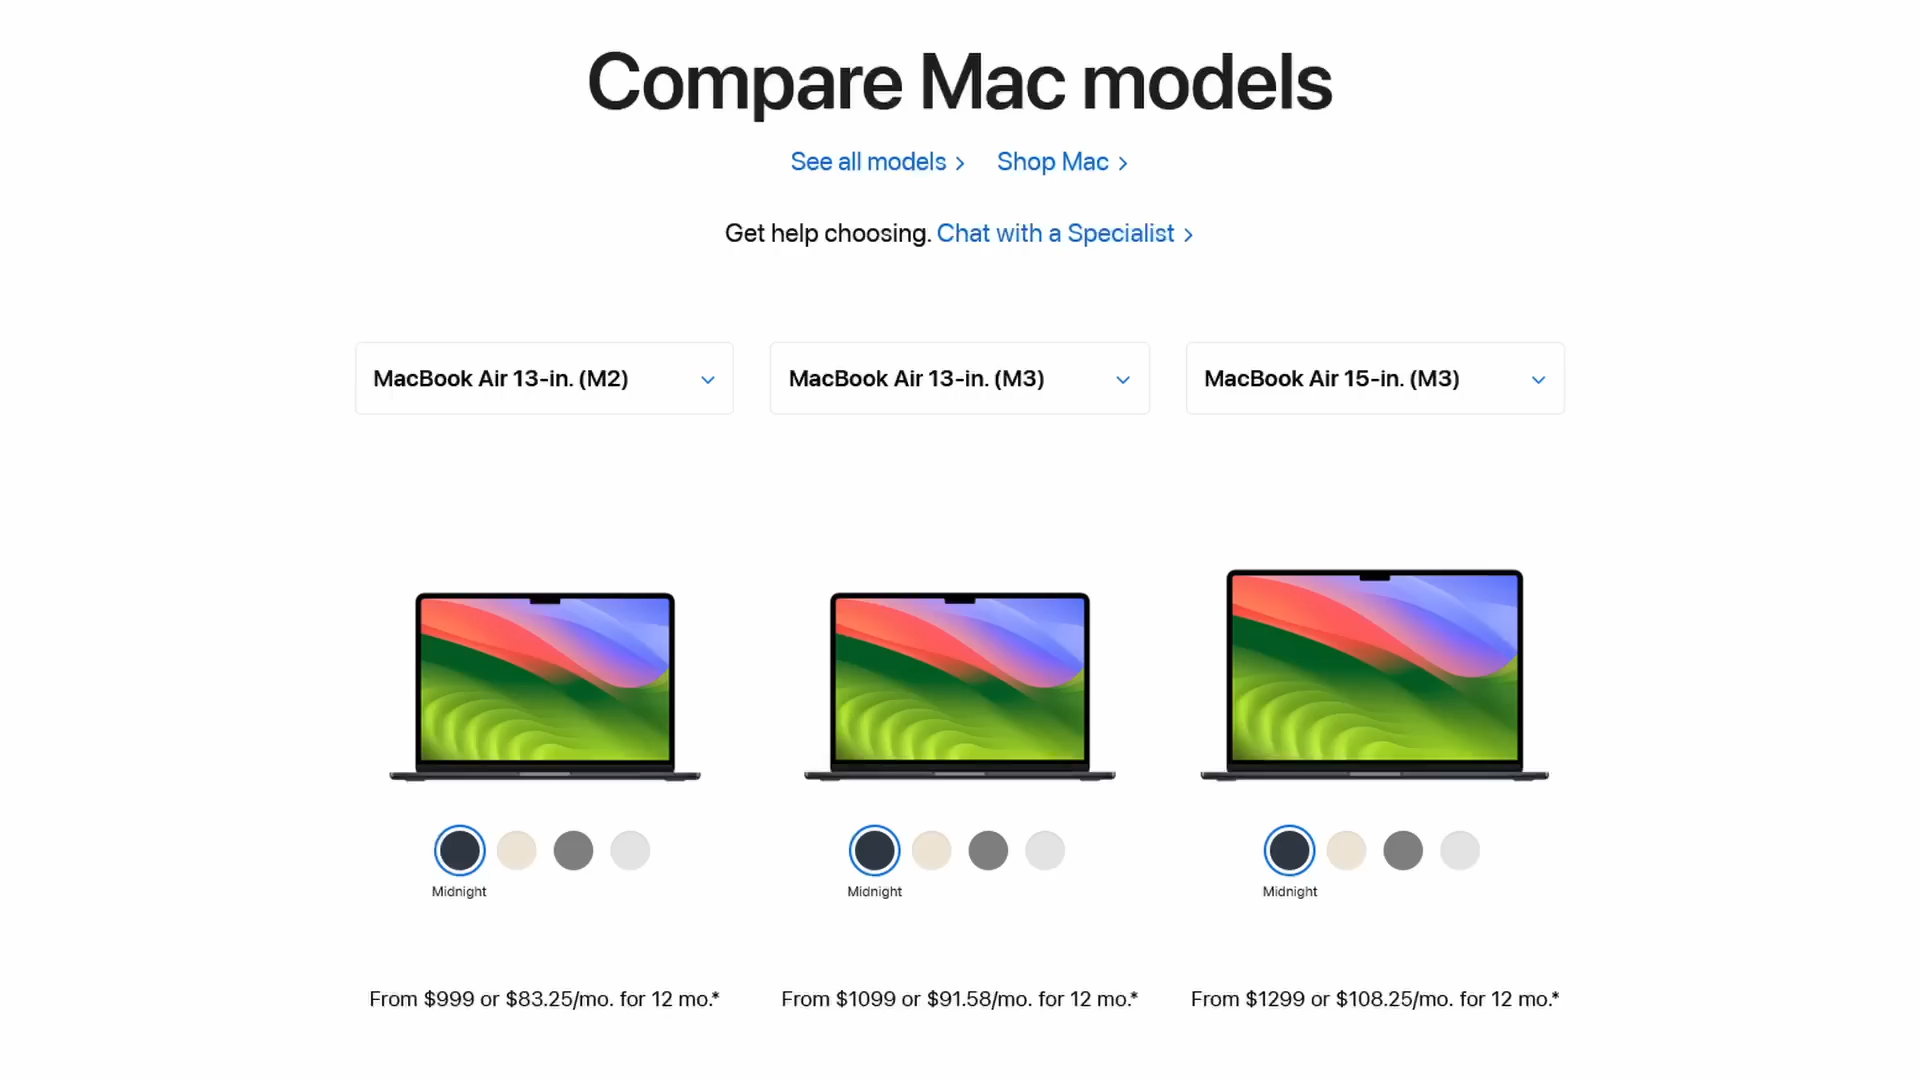 Compare Mac models
See all models > Shop Mac >
Get help choosing. Chat with a Specialist >
MacBook Air 13-in. (M2)
MacBook Air 13-in. (M3)
MacBook Air 15-in. (M3)
Midnight
Midnight
Midnight
From $999 or $83.25/mo. for 12 mo.*
From $1099 or $91.58/mo. for 12 mo.*
From $1299 or $108.25/mo. for 12 mo.*